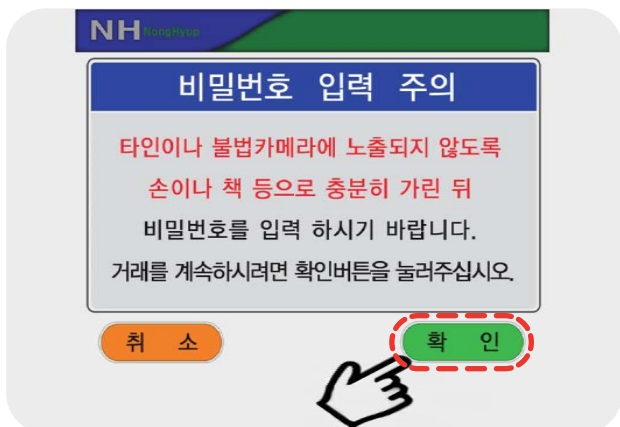 NH NongHyup
비밀번호 입력 주의
타인이나 불법카메라에 노출되지 않도록
손이나 책 등으로 충분히 가린 뒤
비밀번호를 입력 하시기 바랍니다.
거래를 계속하시려면 확인버튼을 눌러주십시오.
취 소
확 인